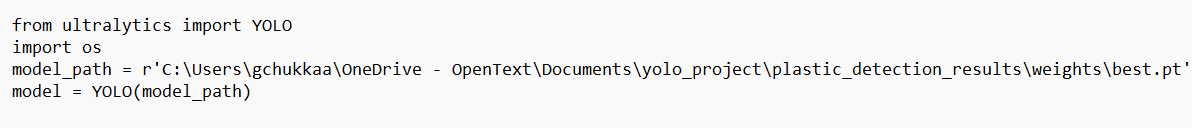 from ultralytics import YOLO
import os
model_path = r'C:\Users\gchukkaa\OneDrive - OpenText\Documents\yolo_project\plastic_detection_results\weights\best.pt'
model = YOLO(model_path)